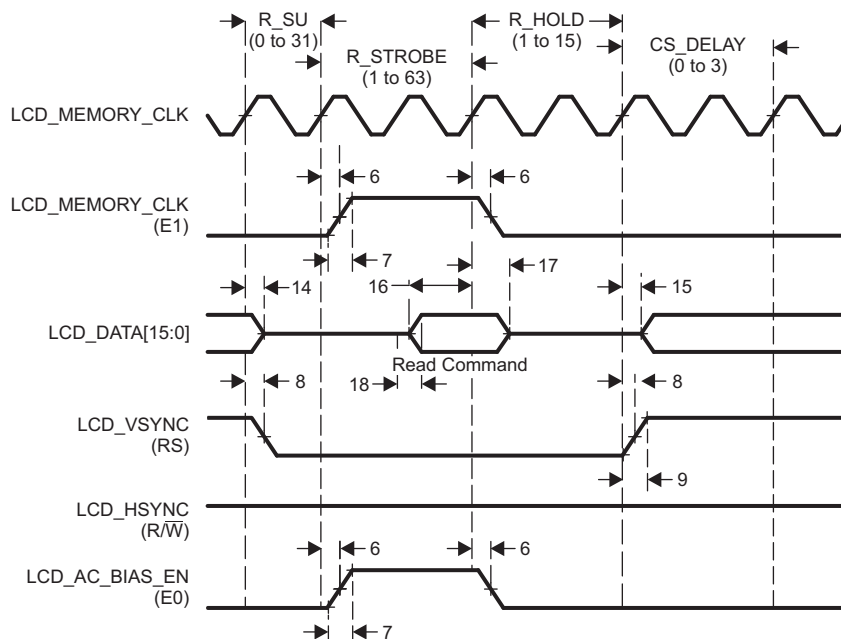 R_SU
(0 to 31)
R_STROBE
(1 to 63)
R_HOLD
(1 to 15)
CS_DELAY
(0 to 3)
LCD_MEMORY_CLK
LCD_MEMORY_CLK
(E1)
6
6
7
LCD_DATA[15:0]
14
16
17
15
Read Command
18
LCD_VSYNC
(RS)
8
8
9
LCD_HSYNC
(R/W̅)
LCD_AC_BIAS_EN
(E0)
6
6
7